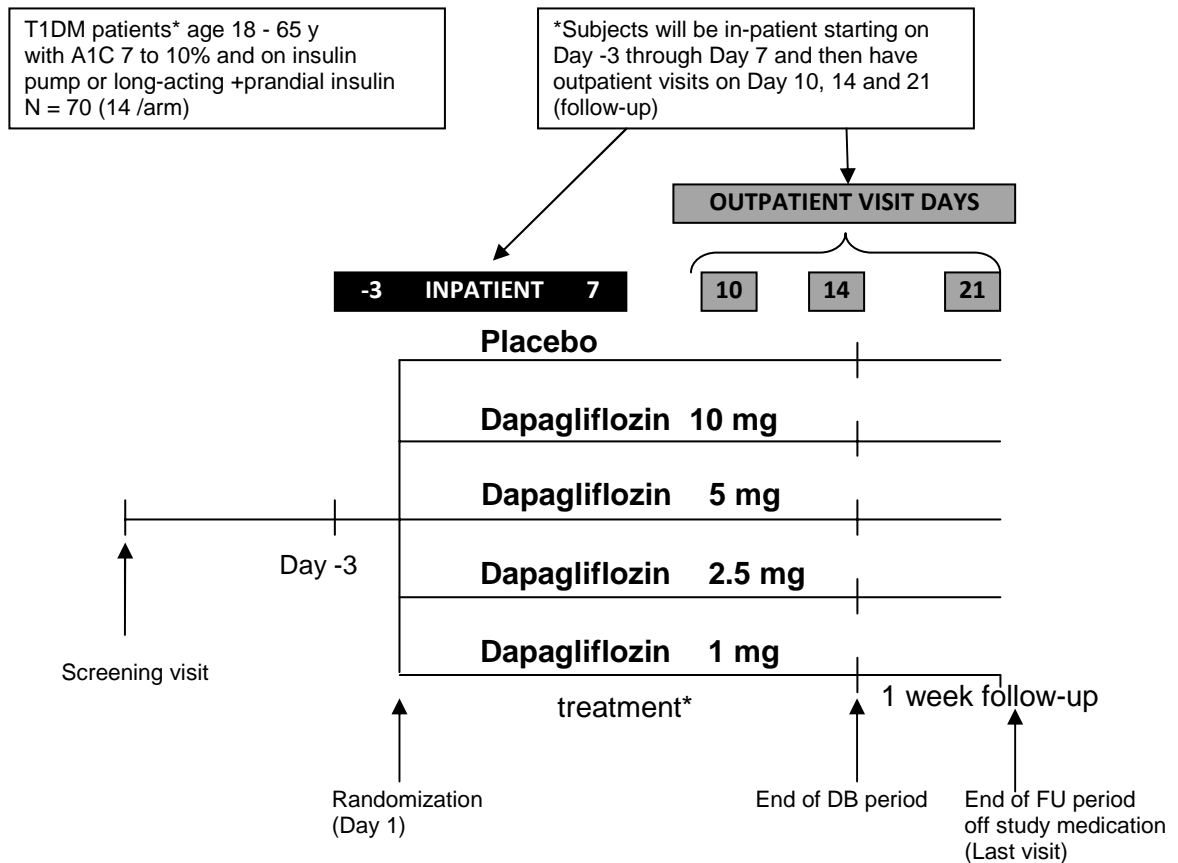 T1DM patients* age 18 - 65 y
with A1C 7 to 10% and on insulin
pump or long-acting +prandial insulin
N = 70 (14 /arm)
*Subjects will be in-patient starting on
Day -3 through Day 7 and then have
outpatient visits on Day 10, 14 and 21
(follow-up)
OUTPATIENT VISIT DAYS
-3 INPATIENT 7
10 14 21
Placebo
Dapagliflozin 10 mg
Dapagliflozin 5 mg
Day -3
Dapagliflozin 2.5 mg
Dapagliflozin 1 mg
Screening visit
treatment*
1 week follow-up
Randomization
(Day 1)
End of DB period
End of FU period
off study medication
(Last visit)